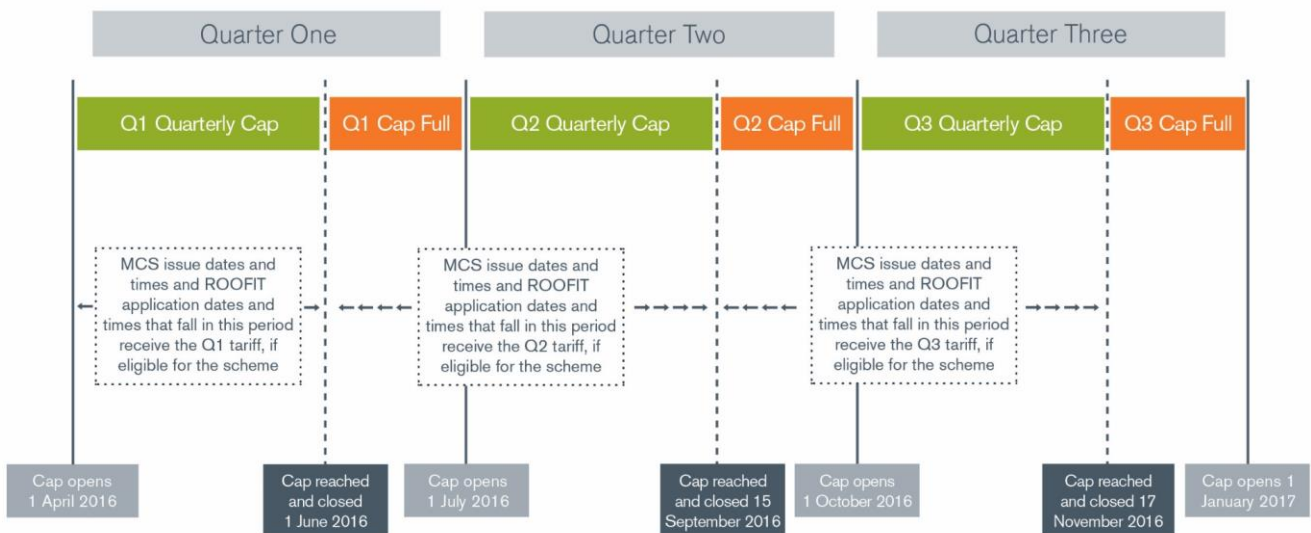 Quarter One
Quarter Two
Quarter Three
Q1 Quarterly Cap
Q1 Cap Full
Q2 Quarterly Cap
Q2 Cap Full
Q3 Quarterly Cap
Q3 Cap Full
MCS issue dates and
times and ROOFIT
application dates and
times that fall in this period
receive the Q1 tariff, if
eligible for the scheme
MCS issue dates and
times and ROOFIT
application dates and
times that fall in this period
receive the Q2 tariff, if
eligible for the scheme
MCS issue dates and
times and ROOFIT
application dates and
times that fall in this period
receive the Q3 tariff, if
eligible for the scheme
Cap opens
1 April 2016
Cap reached
and closed
1 June 2016
Cap opens
1 July 2016
Cap reached
and closed 15
September 2016
Cap opens
1 October 2016
Cap reached
and closed 17
November 2016
Cap opens 1
January 2017